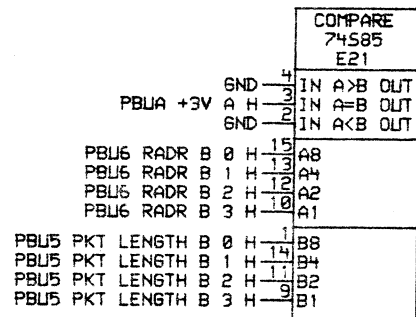 COMPARE
74S85
E21
GND 4 IN A>B OUT
PBUA +3V A H 3 IN A=B OUT
GND 2 IN A<B OUT
PBU6 RADR B 0 H 15 A8
PBU6 RADR B 1 H 13 A4
PBU6 RADR B 2 H 12 A2
PBU6 RADR B 3 H 10 A1
PBU5 PKT LENGTH B 0 H 1 B8
PBU5 PKT LENGTH B 1 H 14 B4
PBU5 PKT LENGTH B 2 H 11 B2
PBU5 PKT LENGTH B 3 H 9 B1